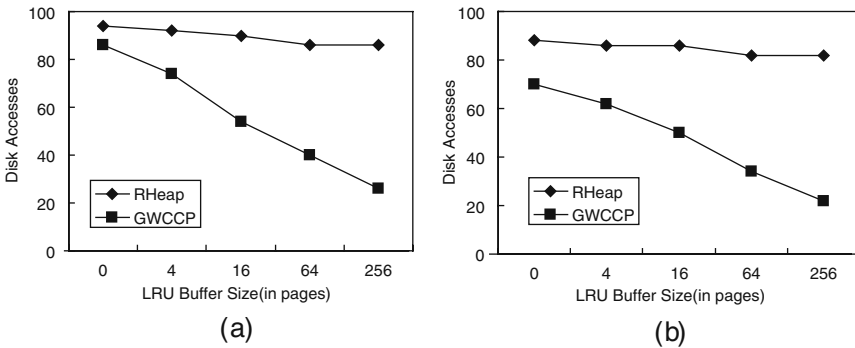 100
80
60
40
20
0
Disk Accesses
RHeap
GWCCP
0 4 16 64 256
LRU Buffer Size(in pages)
(a)
100
80
60
40
20
0
Disk Accesses
RHeap
GWCCP
0 4 16 64 256
LRU Buffer Size(in pages)
(b)